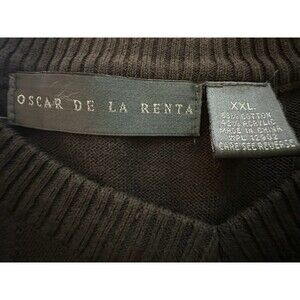 OSCAR DE LA RENTA
XXL
COTTON
ACRYLIC
MADE IN CHINA
CARE SEE REVERSE